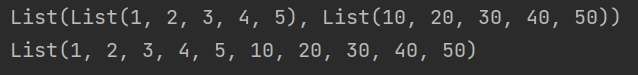 List(List(1, 2, 3, 4, 5), List(10, 20, 30, 40, 50))
List(1, 2, 3, 4, 5, 10, 20, 30, 40, 50)